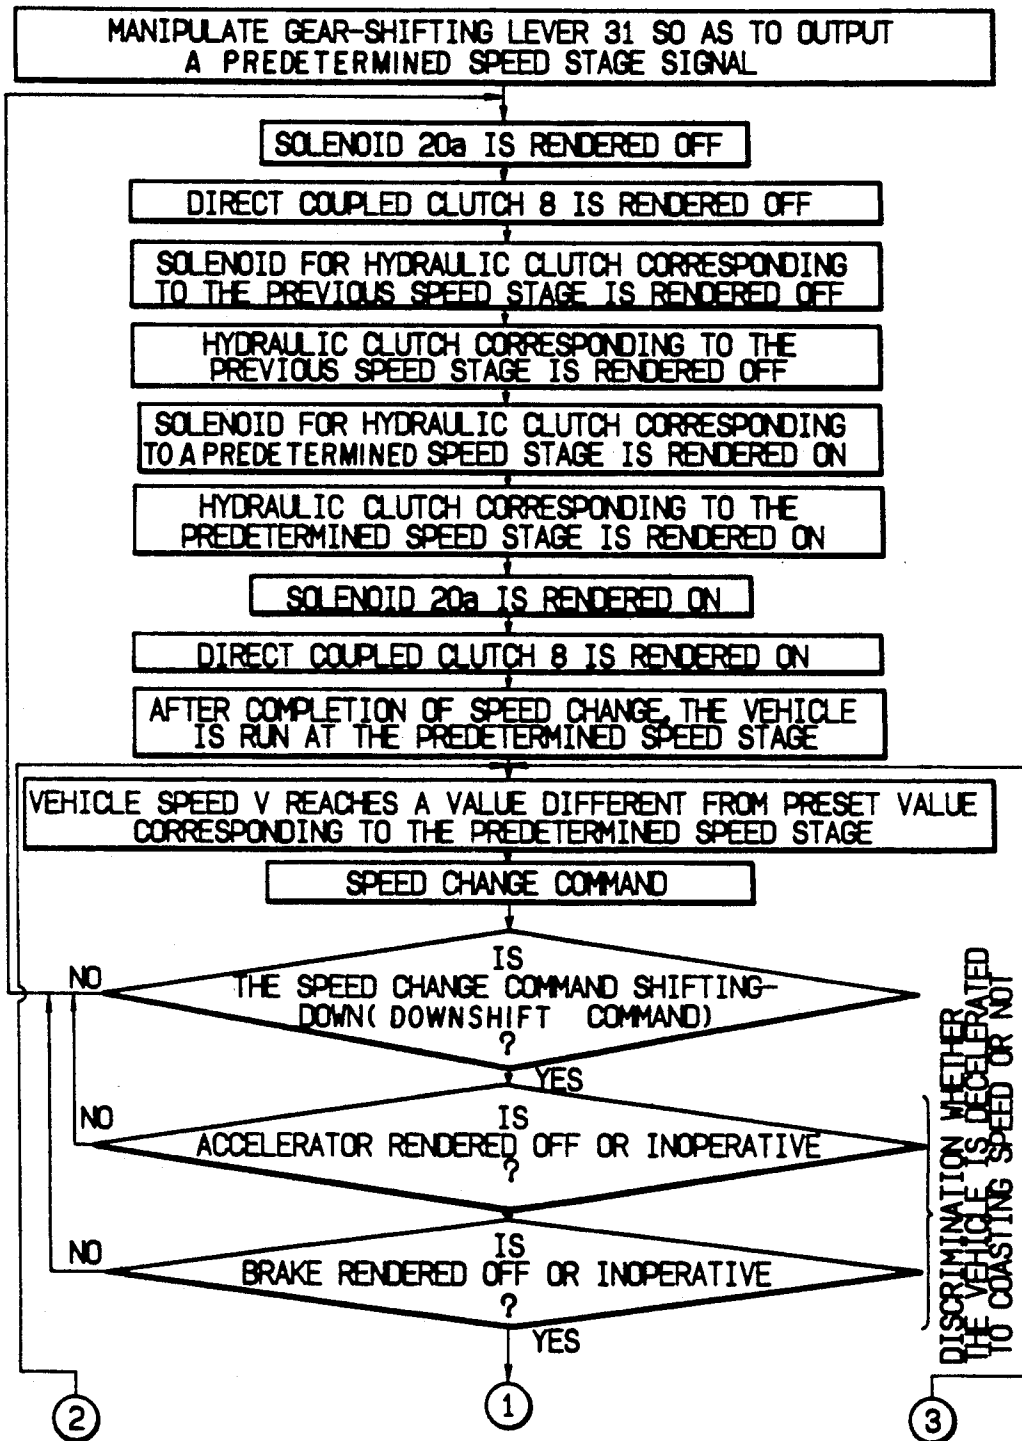 MANIPULATE GEAR-SHIFTING LEVER 31 SO AS TO OUTPUT
A PREDETERMINED SPEED STAGE SIGNAL
SOLENOID 20a IS RENDERED OFF
DIRECT COUPLED CLUTCH 8 IS RENDERED OFF
SOLENOID FOR HYDRAULIC CLUTCH CORRESPONDING
TO THE PREVIOUS SPEED STAGE IS RENDERED OFF
HYDRAULIC CLUTCH CORRESPONDING TO THE
PREVIOUS SPEED STAGE IS RENDERED OFF
SOLENOID FOR HYDRAULIC CLUTCH CORRESPONDING
TO A PREDETERMINED SPEED STAGE IS RENDERED ON
HYDRAULIC CLUTCH CORRESPONDING TO THE
PREDETERMINED SPEED STAGE IS RENDERED ON
SOLENOID 20a IS RENDERED ON
DIRECT COUPLED CLUTCH 8 IS RENDERED ON
AFTER COMPLETION OF SPEED CHANGE, THE VEHICLE
IS RUN AT THE PREDETERMINED SPEED STAGE
VEHICLE SPEED V REACHES A VALUE DIFFERENT FROM PRESET VALUE
CORRESPONDING TO THE PREDETERMINED SPEED STAGE
SPEED CHANGE COMMAND
NO
IS
THE SPEED CHANGE COMMAND SHIFTING-
DOWN(DOWNSHIFT COMMAND)
?
YES
NO
IS
ACCELERATOR RENDERED OFF OR INOPERATIVE
?
NO
IS
BRAKE RENDERED OFF OR INOPERATIVE
?
YES
DISCRIMINATION WHETHER
THE VEHICLE IS DECELERATED
TO COASTING SPEED OR NOT
2
1
3